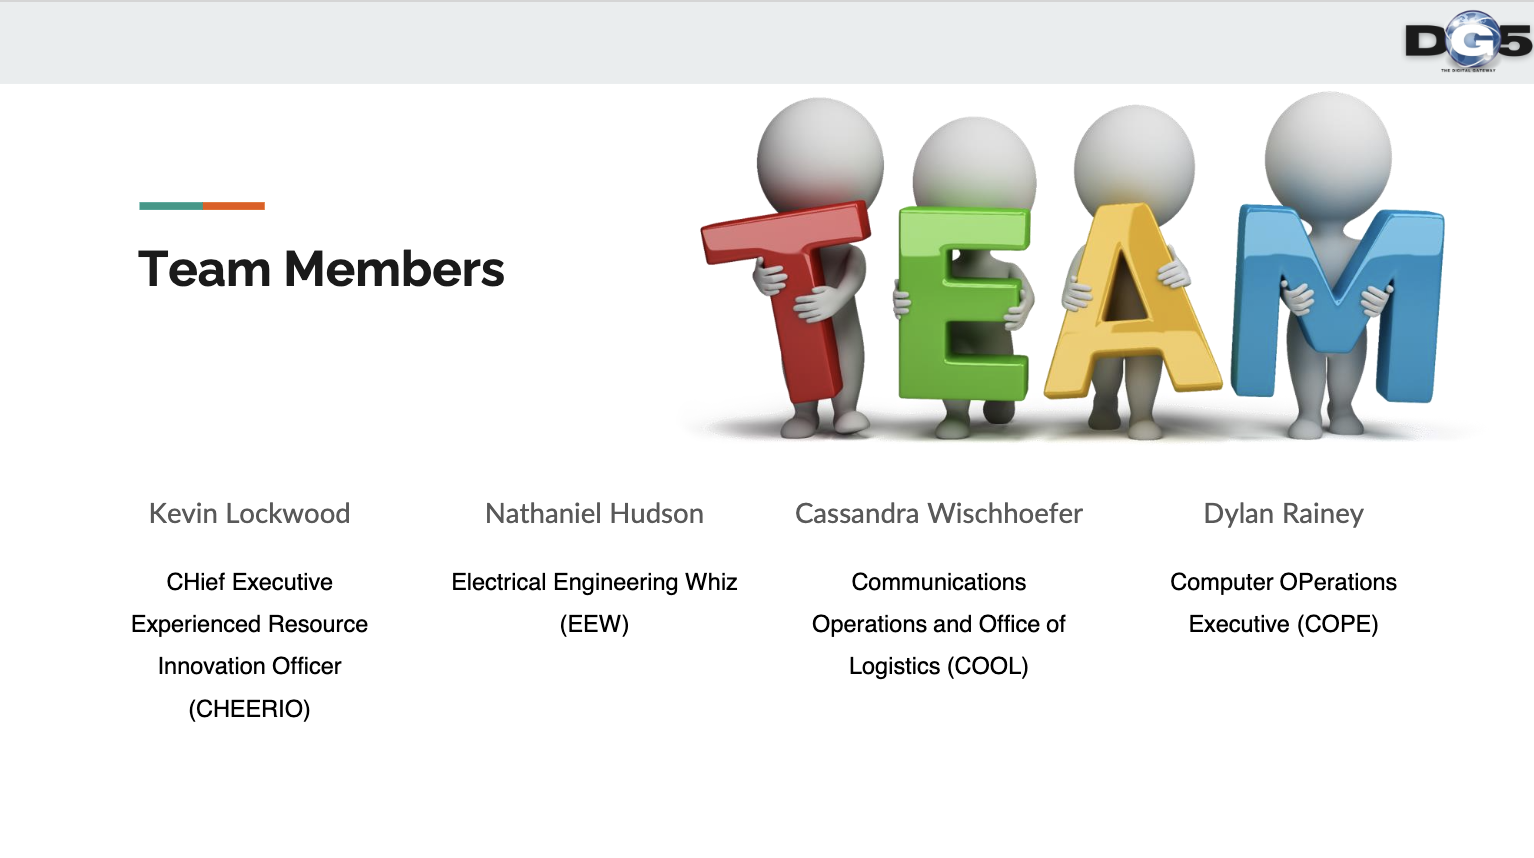 DG5
THE DIGITAL GATEWAY
TEAM
Team Members
Kevin Lockwood
CHief Executive
Experienced Resource
Innovation Officer
(CHEERIO)
Nathaniel Hudson
Electrical Engineering Whiz
(EEW)
Cassandra Wischhoefer
Communications
Operations and Office of
Logistics (COOL)
Dylan Rainey
Computer OPerations
Executive (COPE)